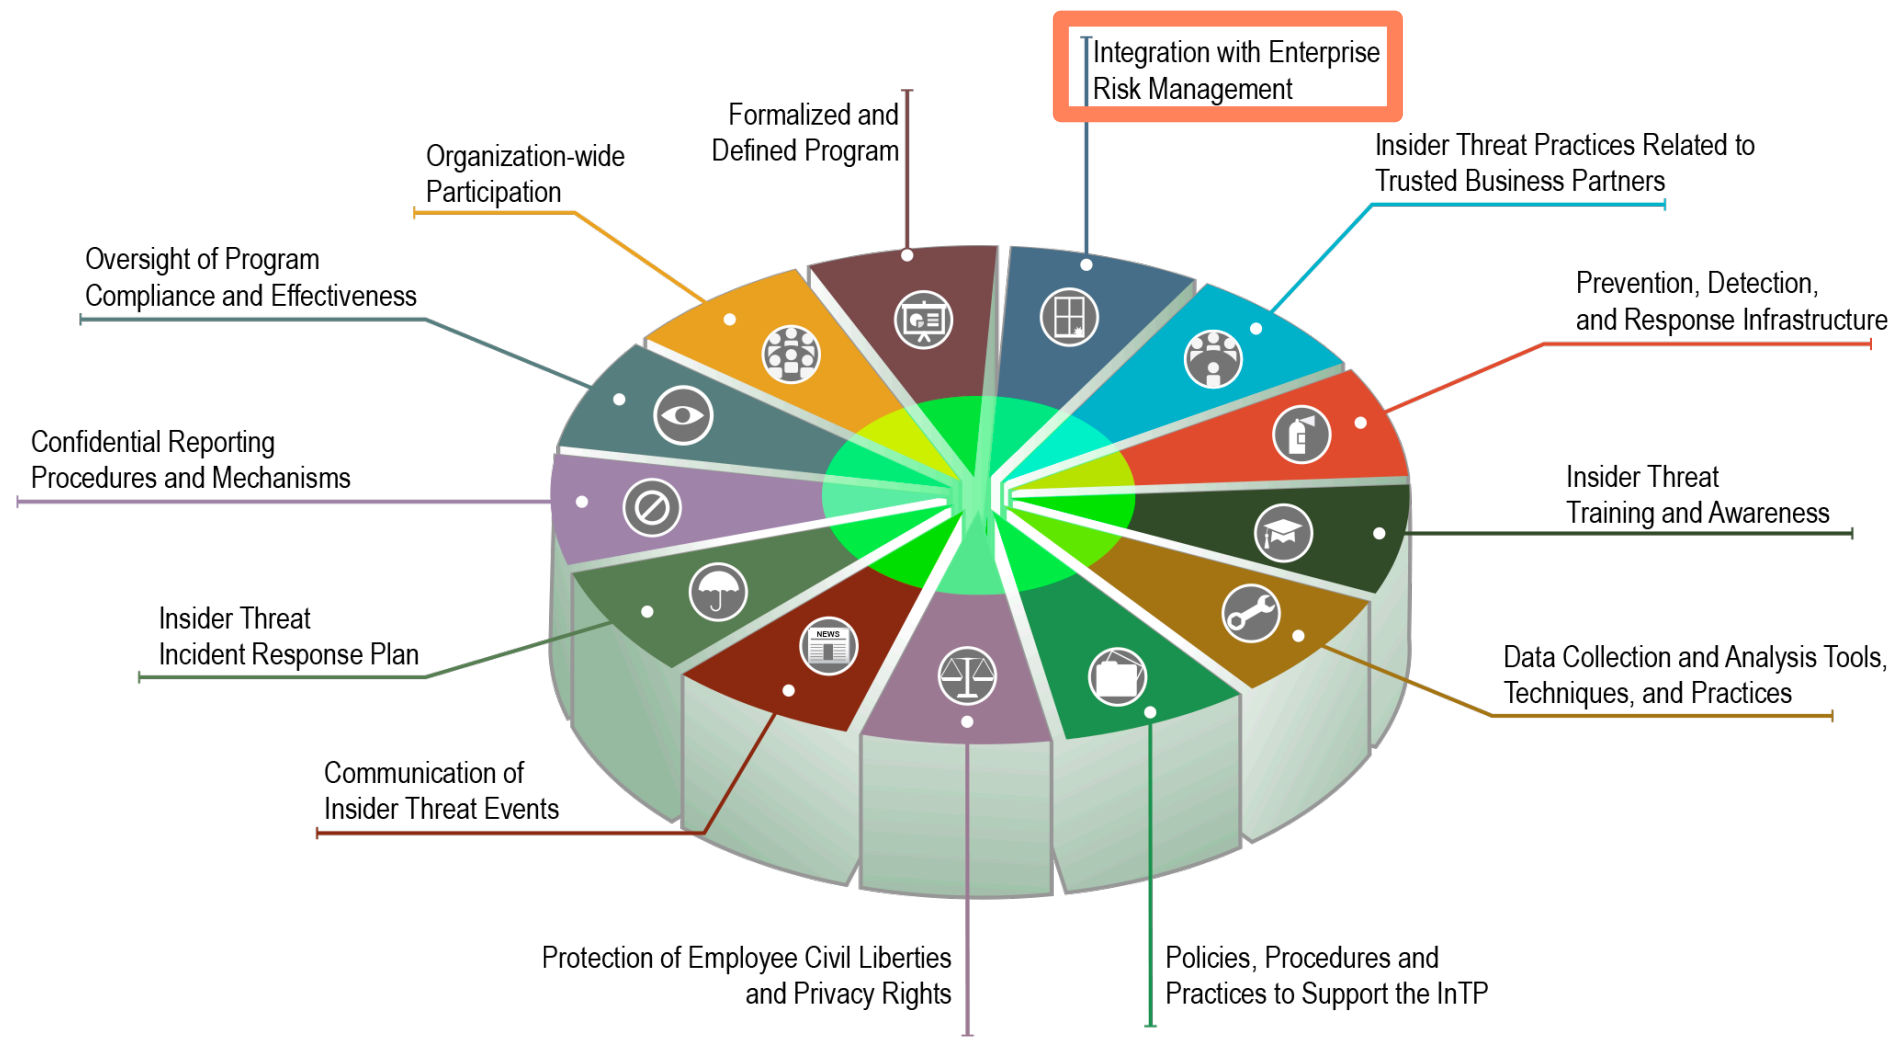 Integration with Enterprise
Risk Management
Formalized and
Defined Program
Insider Threat Practices Related to
Trusted Business Partners
Organization-wide
Participation
Oversight of Program
Compliance and Effectiveness
Prevention, Detection,
and Response Infrastructure
Confidential Reporting
Procedures and Mechanisms
Insider Threat
Training and Awareness
Insider Threat
Incident Response Plan
NEWS
Data Collection and Analysis Tools,
Techniques, and Practices
Communication of
Insider Threat Events
Protection of Employee Civil Liberties
and Privacy Rights
Policies, Procedures and
Practices to Support the InTP